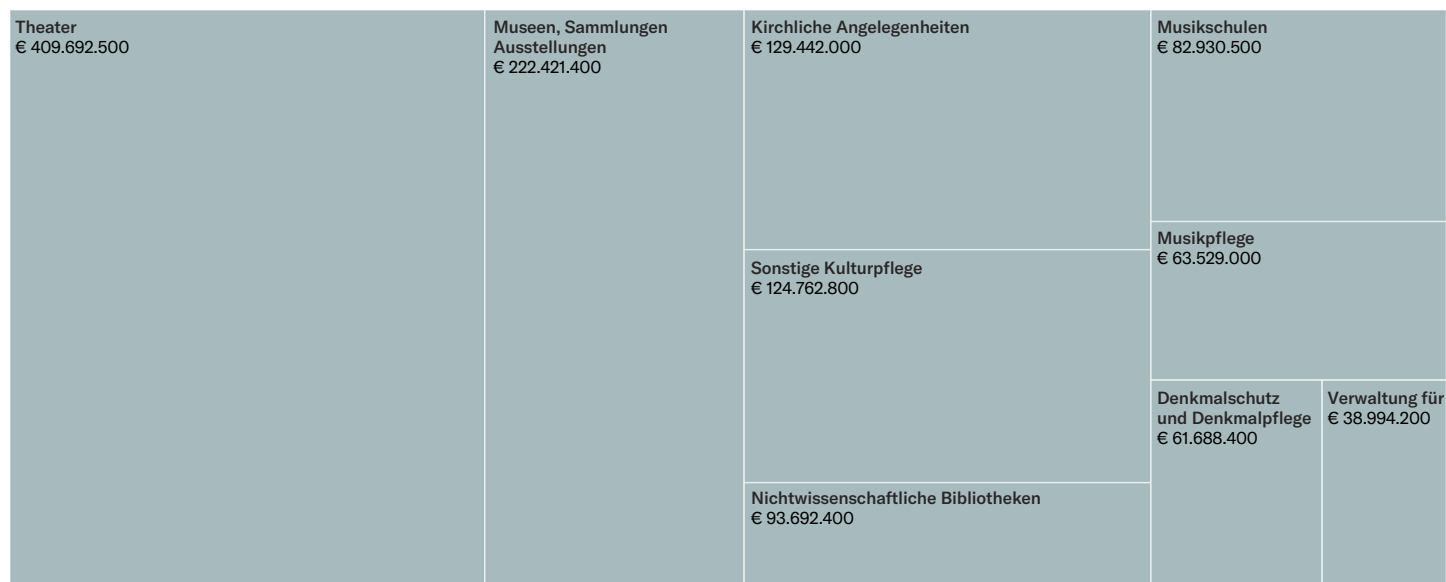 Theater
€ 409.692.500
Museen, Sammlungen
Ausstellungen
€ 222.421.400
Kirchliche Angelegenheiten
€ 129.442.000
Sonstige Kulturpflege
€ 124.762.800
Nichtwissenschaftliche Bibliotheken
€ 93.692.400
Musikschulen
€ 82.930.500
Musikpflege
€ 63.529.000
Denkmalschutz
und Denkmalpflege
€ 61.688.400
Verwaltung für
€ 38.994.200